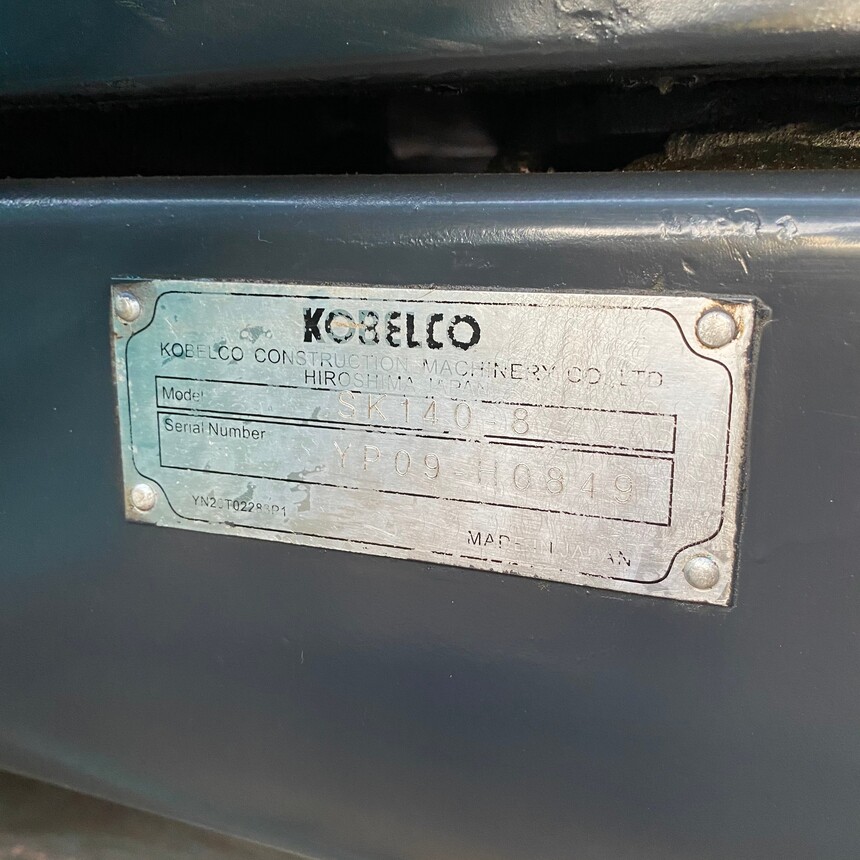 KOBELCO
KOBELCO CONSTRUCTION MACHINERY CO., LTD
HIROSHIMA JAPAN
Model SK140-8
Serial Number YP09-H0849
MADE IN JAPAN